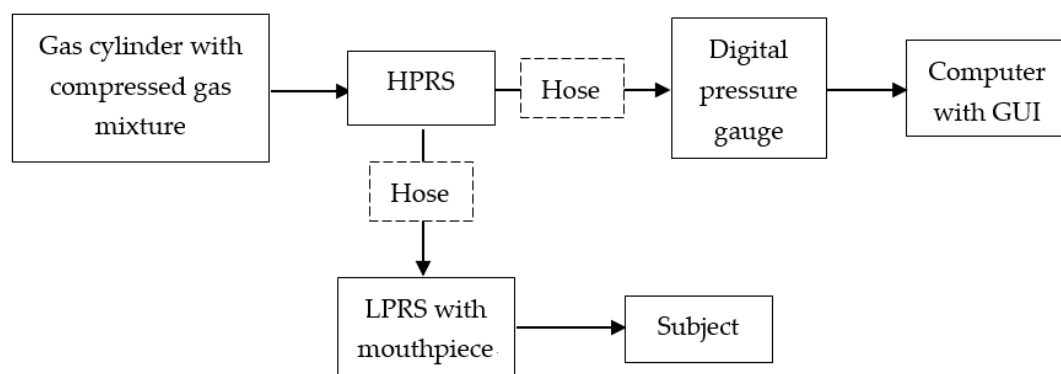 Gas cylinder with
compressed gas
mixture
HPRS
Hose
Digital
pressure
gauge
Computer
with GUI
Hose
LPRS with
mouthpiece
Subject